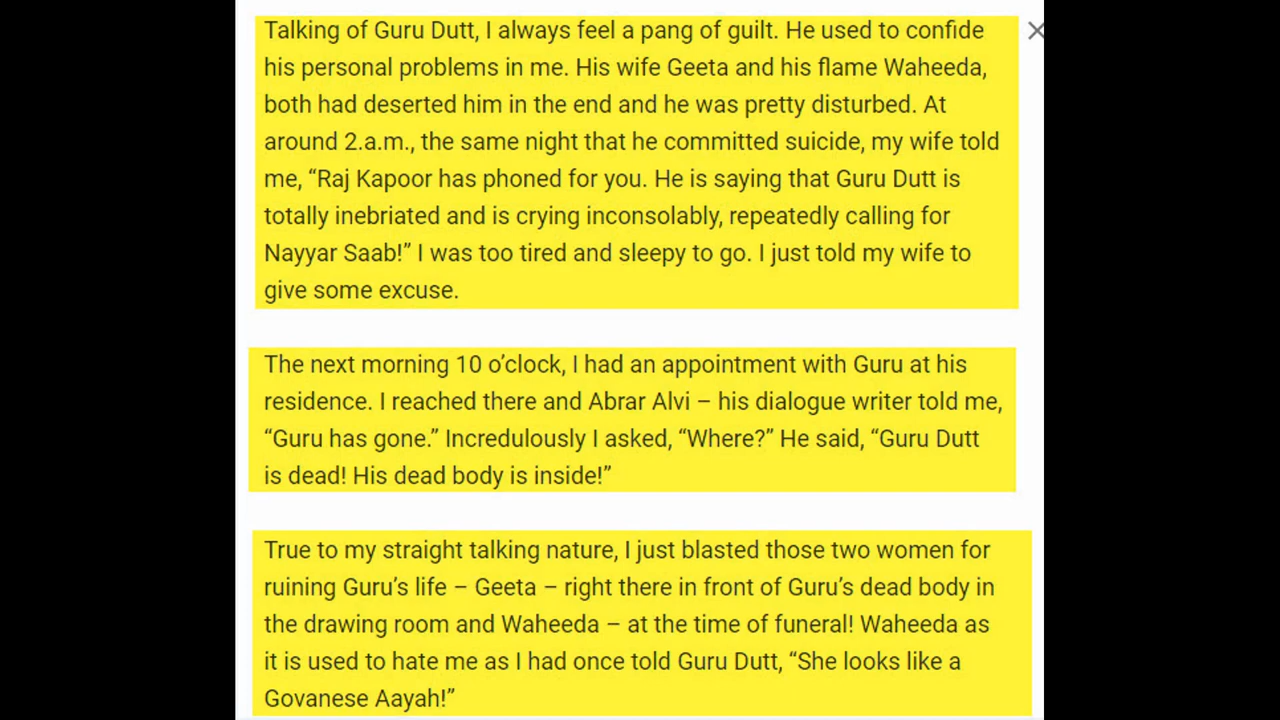 Talking of Guru Dutt, I always feel a pang of guilt. He used to confide
his personal problems in me. His wife Geeta and his flame Waheeda,
both had deserted him in the end and he was pretty disturbed. At
around 2.a.m., the same night that he committed suicide, my wife told
me, “Raj Kapoor has phoned for you. He is saying that Guru Dutt is
totally inebriated and is crying inconsolably, repeatedly calling for
Nayyar Saab!” I was too tired and sleepy to go. I just told my wife to
give some excuse.
The next morning 10 o’clock, I had an appointment with Guru at his
residence. I reached there and Abrar Alvi – his dialogue writer told me,
“Guru has gone.” Incredulously I asked, “Where?” He said, “Guru Dutt
is dead! His dead body is inside!”
True to my straight talking nature, I just blasted those two women for
ruining Guru’s life – Geeta – right there in front of Guru’s dead body in
the drawing room and Waheeda – at the time of funeral! Waheeda as
it is used to hate me as I had once told Guru Dutt, “She looks like a
Govanese Aayah!”